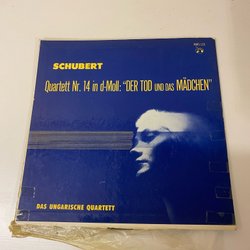 SCHUBERT
Quartett Nr. 14 in d-Moll: "DER TOD UND DAS MÄDCHEN"
DAS UNGARISCHE QUARTETT